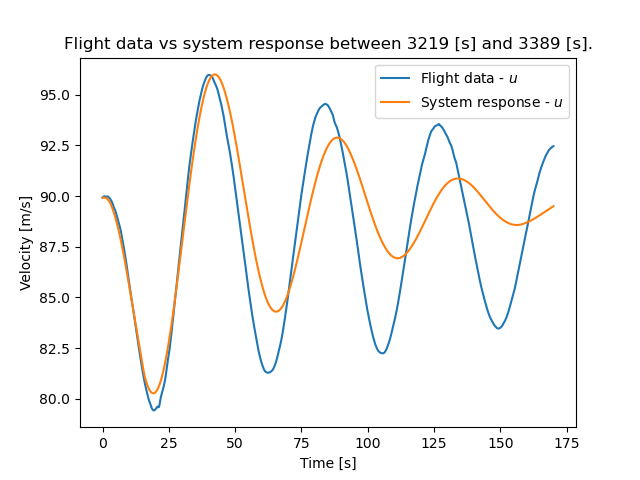 Flight data vs system response between 3219 [s] and 3389 [s].
Flight data - u
System response - u
Velocity [m/s]
95.0
92.5
90.0
87.5
85.0
82.5
80.0
0 25 50 75 100 125 150 175
Time [s]